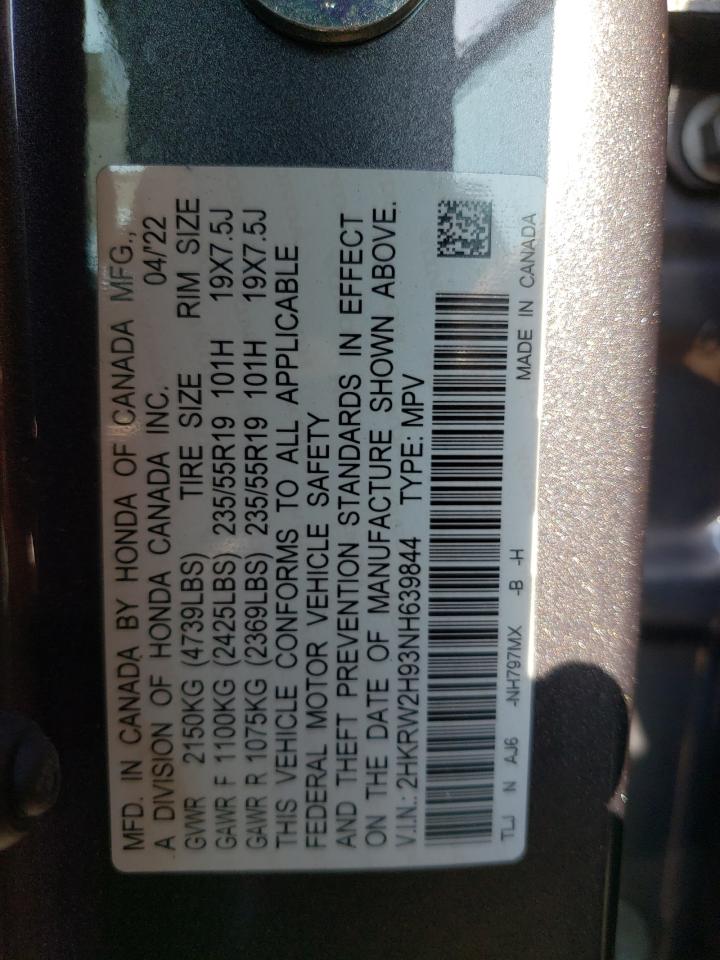 MFD. IN CANADA BY HONDA OF CANADA MFG.,
A DIVISION OF HONDA CANADA INC. 04/'22
GVWR 2150KG (4739LBS) TIRE SIZE RIM SIZE
GAWR F 1100KG (2425LBS) 235/55R19 101H 19X7.5J
GAWR R 1075KG (2369LBS) 235/55R19 101H 19X7.5J
THIS VEHICLE CONFORMS TO ALL APPLICABLE
FEDERAL MOTOR VEHICLE SAFETY
AND THEFT PREVENTION STANDARDS IN EFFECT
ON THE DATE OF MANUFACTURE SHOWN ABOVE.
V.I.N.: 2HKRW2H93NH639844 TYPE: MPV
TLJ N AJ6 -NH797MX -B -H MADE IN CANADA